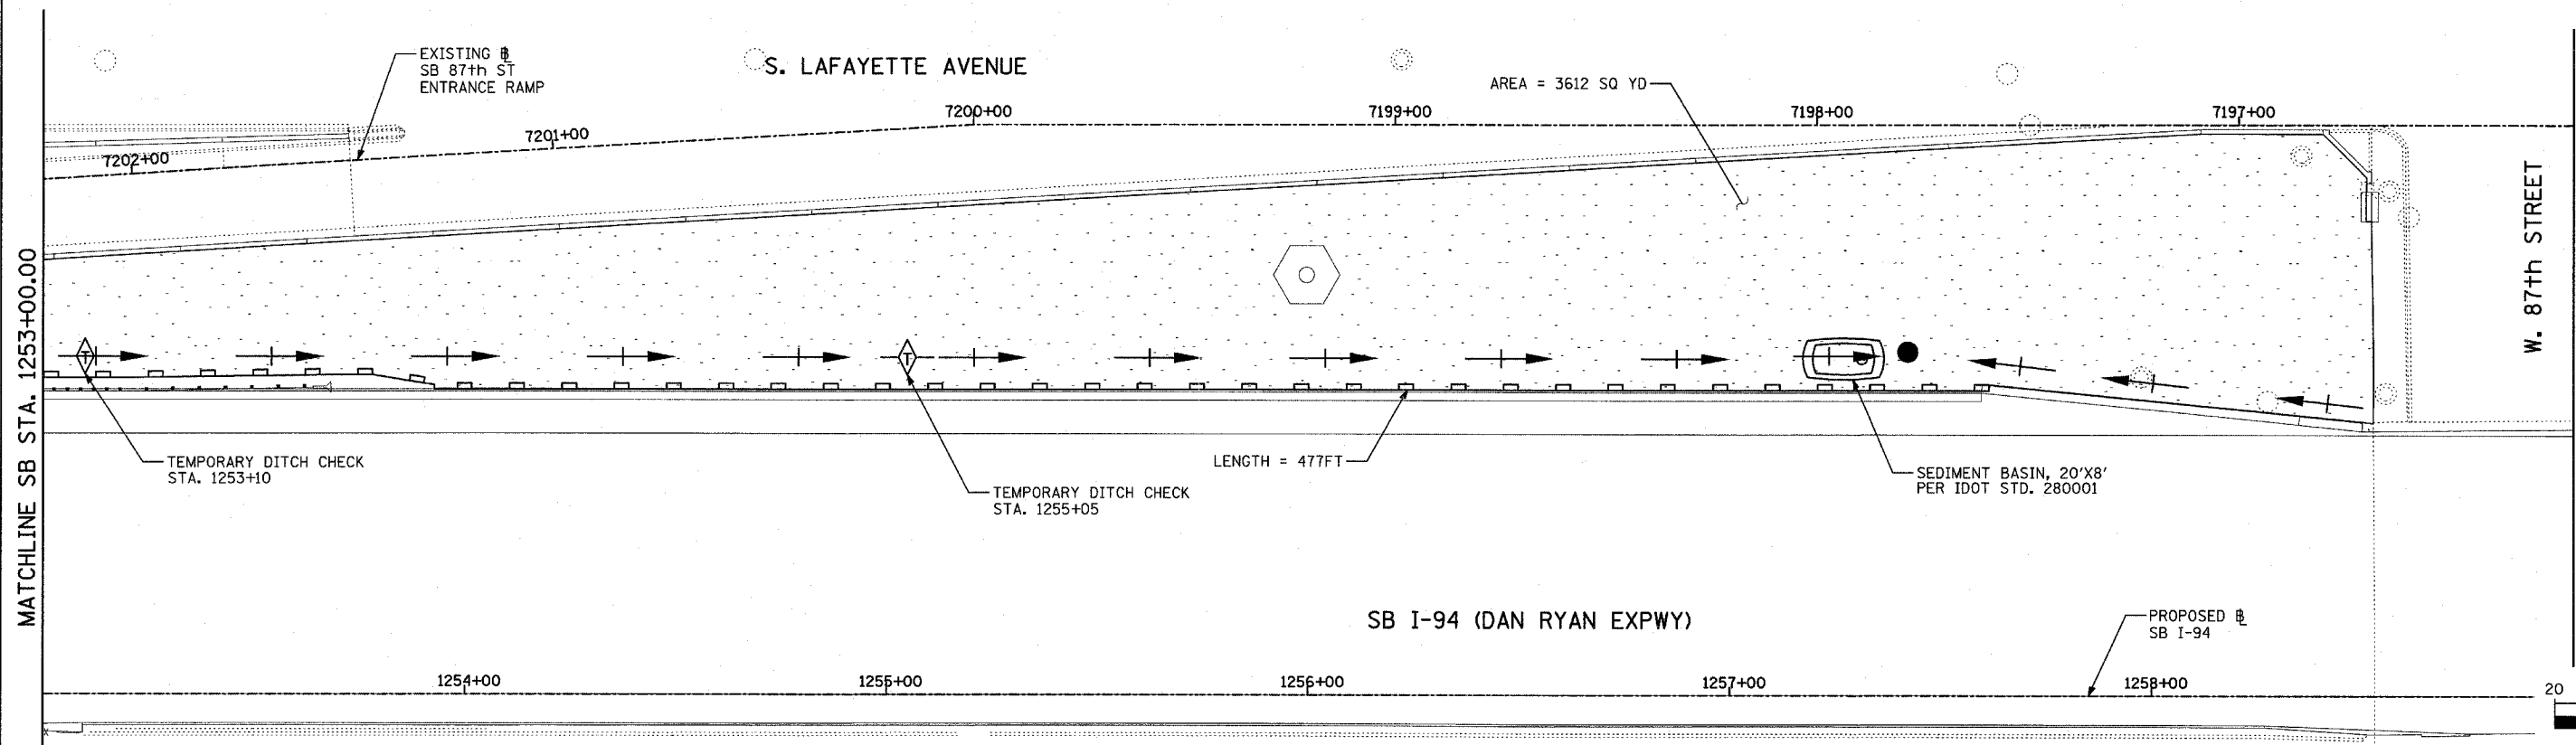 EXISTING ℄
SB 87th ST
ENTRANCE RAMP
S. LAFAYETTE AVENUE
AREA = 3612 SQ YD
7202+00
7201+00
7200+00
7199+00
7198+00
7197+00
W. 87th STREET
MATCHLINE SB STA. 1253+00.00
T
T
TEMPORARY DITCH CHECK
STA. 1253+10
TEMPORARY DITCH CHECK
STA. 1255+05
LENGTH = 477FT
SEDIMENT BASIN, 20'X8'
PER IDOT STD. 280001
SB I-94 (DAN RYAN EXPWY)
PROPOSED ℄
SB I-94
1254+00
1255+00
1256+00
1257+00
1258+00
20